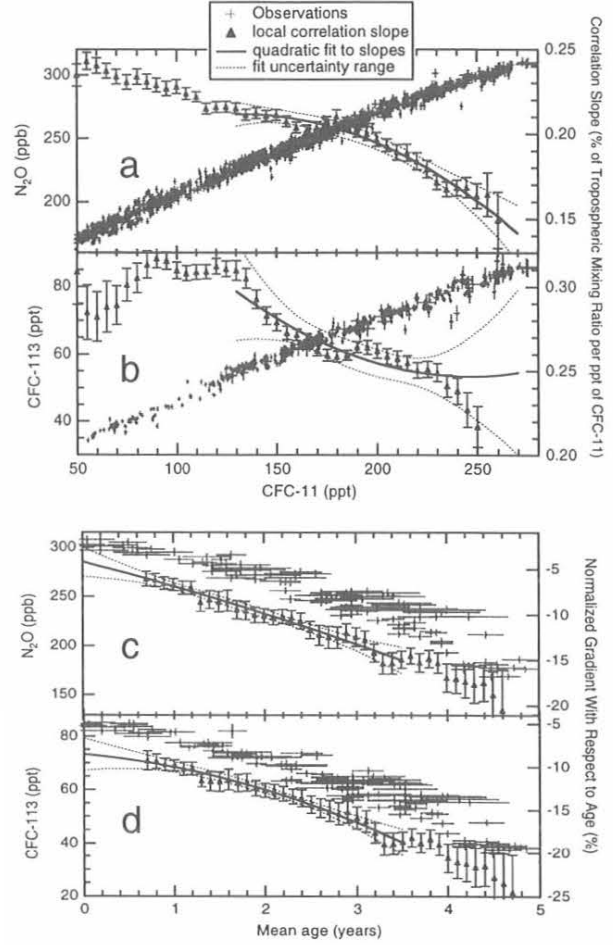 Observations
local correlation slope
quadratic fit to slopes
fit uncertainty range
300
250
200
N₂O (ppb)
a
0.25
0.20
0.15
80
60
40
CFC-113 (ppt)
b
0.30
0.25
0.20
Correlation Slope (% of Tropospheric Mixing Ratio per ppt of CFC-11)
50
100
150
200
250
CFC-11 (ppt)
300
250
200
150
N₂O (ppb)
c
-5
-10
-15
-20
80
60
40
20
CFC-113 (ppt)
d
-5
-10
-15
-20
-25
Normalized Gradient With Respect to Age (%)
0
1
2
3
4
5
Mean age (years)